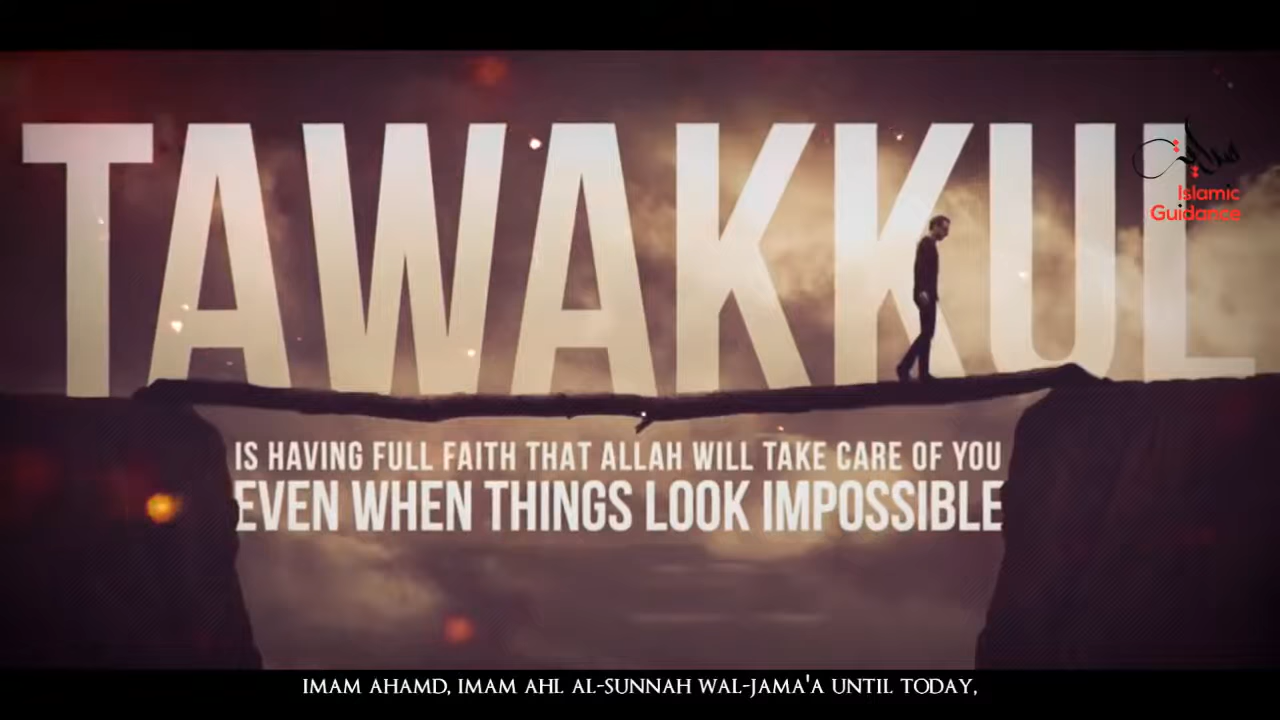 TAWAKKUL
هداية
Islamic
Guidance
IS HAVING FULL FAITH THAT ALLAH WILL TAKE CARE OF YOU
EVEN WHEN THINGS LOOK IMPOSSIBLE
IMAM AHAMD, IMAM AHL AL-SUNNAH WAL-JAMA'A UNTIL TODAY,